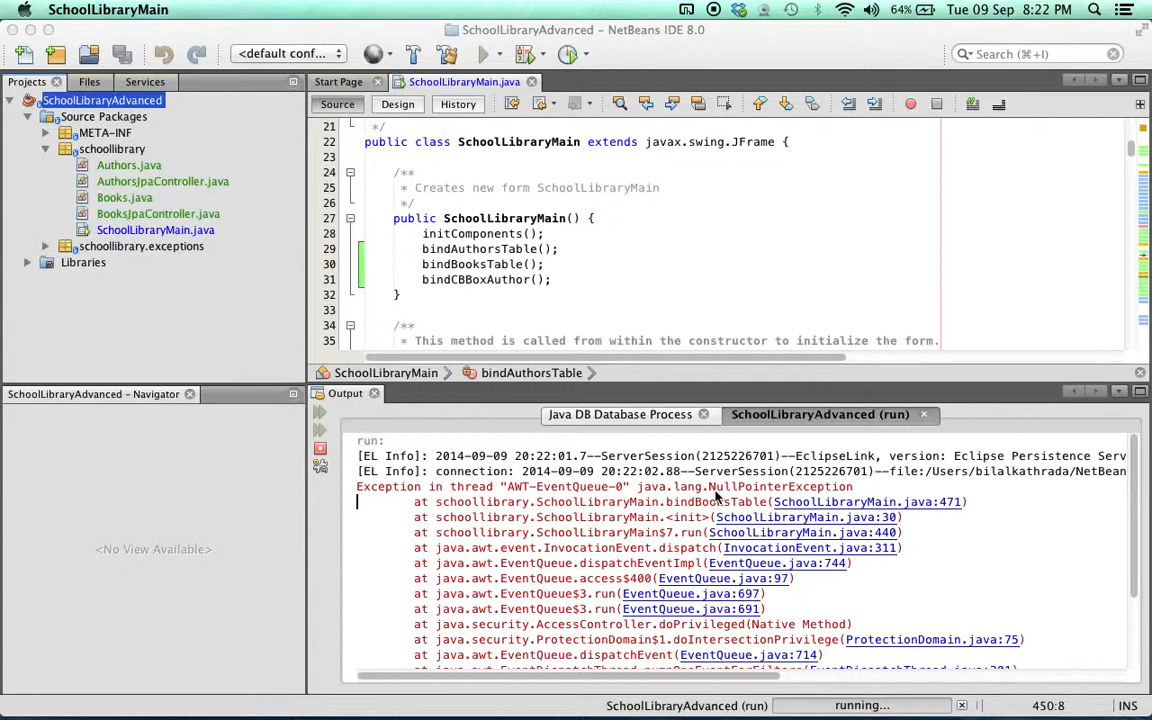 SchoolLibraryMain
64%
Tue 09 Sep 8:22 PM
SchoolLibraryAdvanced - NetBeans IDE 8.0
<default conf...
Search (⌘+I)
Projects
Files
Services
Start Page
SchoolLibraryMain.java
SchoolLibraryAdvanced
Source Packages
META-INF
schoollibrary
Authors.java
AuthorsJpaController.java
Books.java
BooksJpaController.java
SchoolLibraryMain.java
schoollibrary.exceptions
Libraries
Source
Design
History
21 */
22 public class SchoolLibraryMain extends javax.swing.JFrame {
23
24 /**
25 * Creates new form SchoolLibraryMain
26 */
27 public SchoolLibraryMain() {
28 initComponents();
29 bindAuthorsTable();
30 bindBooksTable();
31 bindCBBoxAuthor();
32 }
33
34 /**
35 * This method is called from within the constructor to initialize the form.
SchoolLibraryMain
bindAuthorsTable
SchoolLibraryAdvanced - Navigator
<No View Available>
Output
Java DB Database Process
SchoolLibraryAdvanced (run)
run:
[EL Info]: 2014-09-09 20:22:01.7--ServerSession(2125226701)--EclipseLink, version: Eclipse Persistence Serv
[EL Info]: connection: 2014-09-09 20:22:02.88--ServerSession(2125226701)--file:/Users/bilalkathrada/NetBean
Exception in thread "AWT-EventQueue-0" java.lang.NullPointerException
at schoollibrary.SchoolLibraryMain.bindBooksTable(SchoolLibraryMain.java:471)
at schoollibrary.SchoolLibraryMain.<init>(SchoolLibraryMain.java:30)
at schoollibrary.SchoolLibraryMain$7.run(SchoolLibraryMain.java:440)
at java.awt.event.InvocationEvent.dispatch(InvocationEvent.java:311)
at java.awt.EventQueue.dispatchEventImpl(EventQueue.java:744)
at java.awt.EventQueue.access$400(EventQueue.java:97)
at java.awt.EventQueue$3.run(EventQueue.java:697)
at java.awt.EventQueue$3.run(EventQueue.java:691)
at java.security.AccessController.doPrivileged(Native Method)
at java.security.ProtectionDomain$1.doIntersectionPrivilege(ProtectionDomain.java:75)
at java.awt.EventQueue.dispatchEvent(EventQueue.java:714)
SchoolLibraryAdvanced (run)
running...
450:8
INS